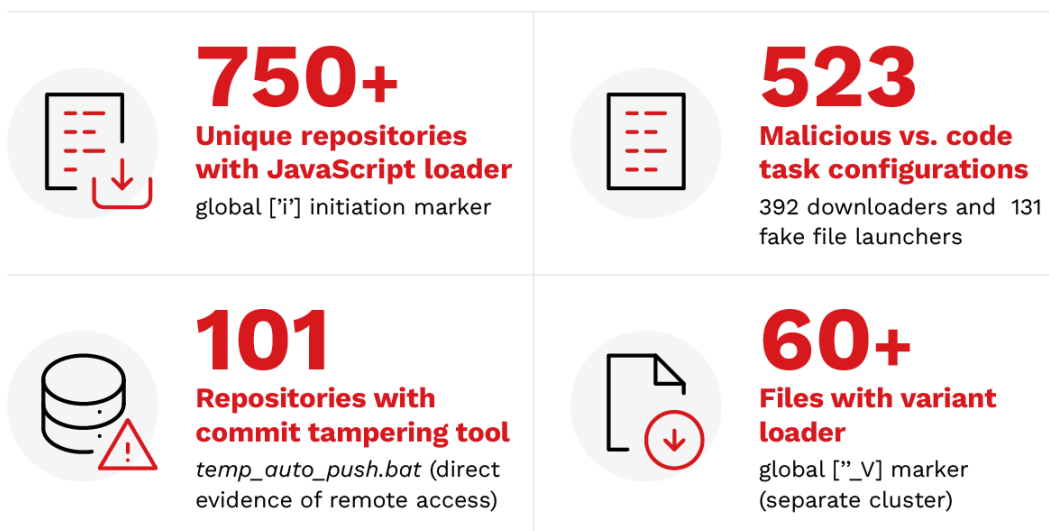 750+
Unique repositories
with JavaScript loader
global ['i'] initiation marker
523
Malicious vs. code
task configurations
392 downloaders and 131
fake file launchers
101
Repositories with
commit tampering tool
temp_auto_push.bat (direct
evidence of remote access)
60+
Files with variant
loader
global [”_V] marker
(separate cluster)